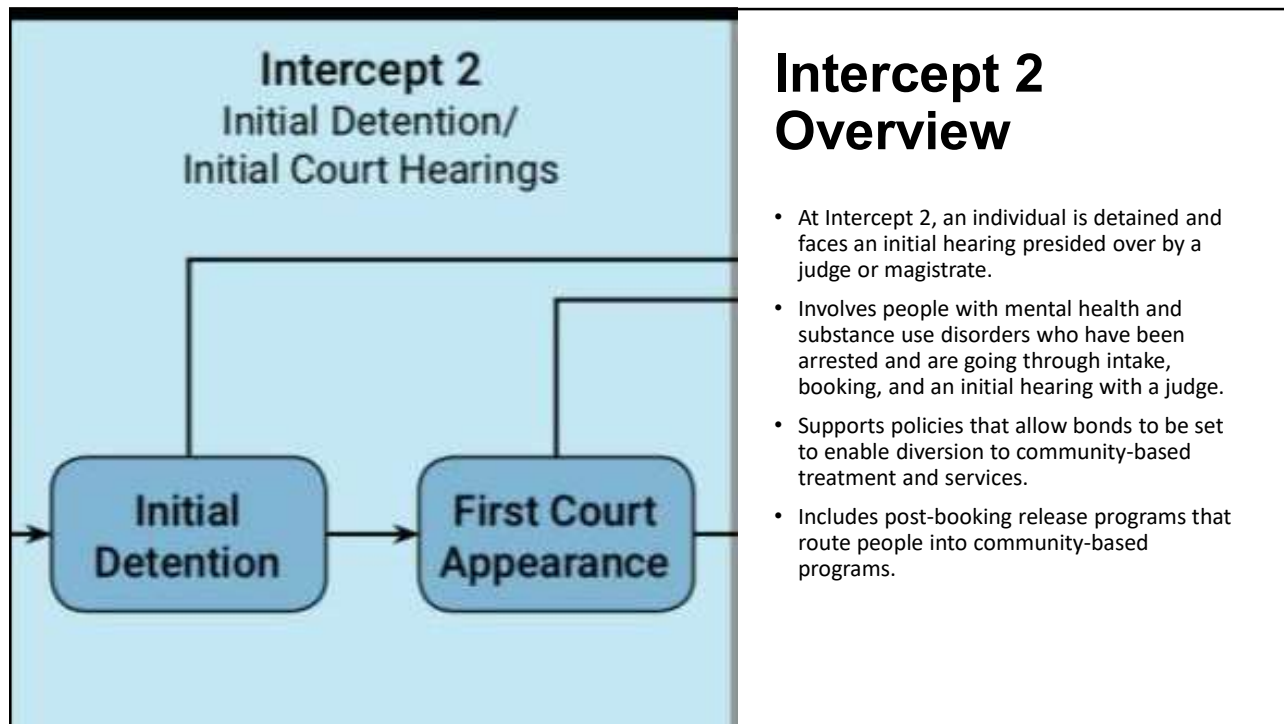 Intercept 2
Initial Detention/
Initial Court Hearings
Initial
Detention
First Court
Appearance
Intercept 2
Overview
• At Intercept 2, an individual is detained and
faces an initial hearing presided over by a
judge or magistrate.
• Involves people with mental health and
substance use disorders who have been
arrested and are going through intake,
booking, and an initial hearing with a judge.
• Supports policies that allow bonds to be set
to enable diversion to community-based
treatment and services.
• Includes post-booking release programs that
route people into community-based
programs.